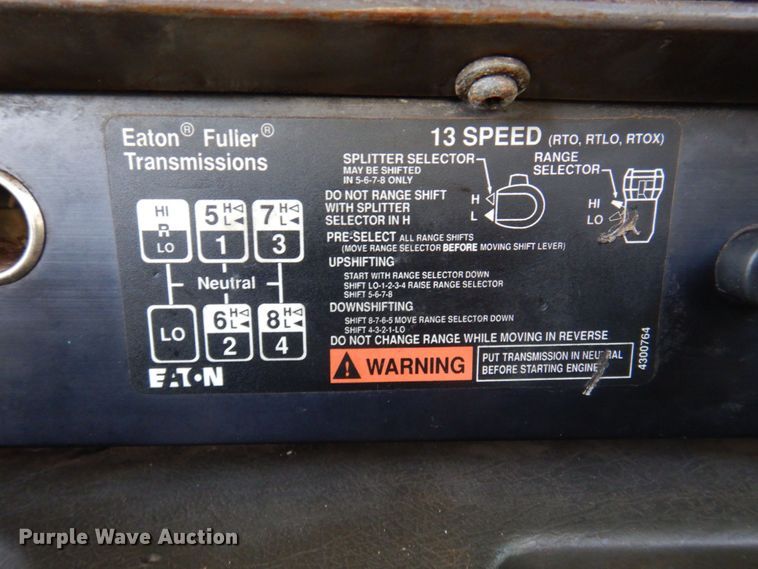 Eaton® Fuller®
Transmissions
13 SPEED (RTO, RTLO, RTOX)
SPLITTER SELECTOR
MAY BE SHIFTED
IN 5-6-7-8 ONLY
RANGE
SELECTOR
H
L
HI
LO
DO NOT RANGE SHIFT
WITH SPLITTER
SELECTOR IN H
PRE-SELECT ALL RANGE SHIFTS
(MOVE RANGE SELECTOR BEFORE MOVING SHIFT LEVER)
UPSHIFTING
START WITH RANGE SELECTOR DOWN
SHIFT LO-1-2-3-4 RAISE RANGE SELECTOR
SHIFT 5-6-7-8
DOWNSHIFTING
SHIFT 8-7-6-5 MOVE RANGE SELECTOR DOWN
SHIFT 4-3-2-1-LO
DO NOT CHANGE RANGE WHILE MOVING IN REVERSE
WARNING
PUT TRANSMISSION IN NEUTRAL
BEFORE STARTING ENGINE
4300764
HI
R
LO
5 H L
1
7 H L
3
Neutral
LO
6 H L
2
8 H L
4
EATON
Purple Wave Auction